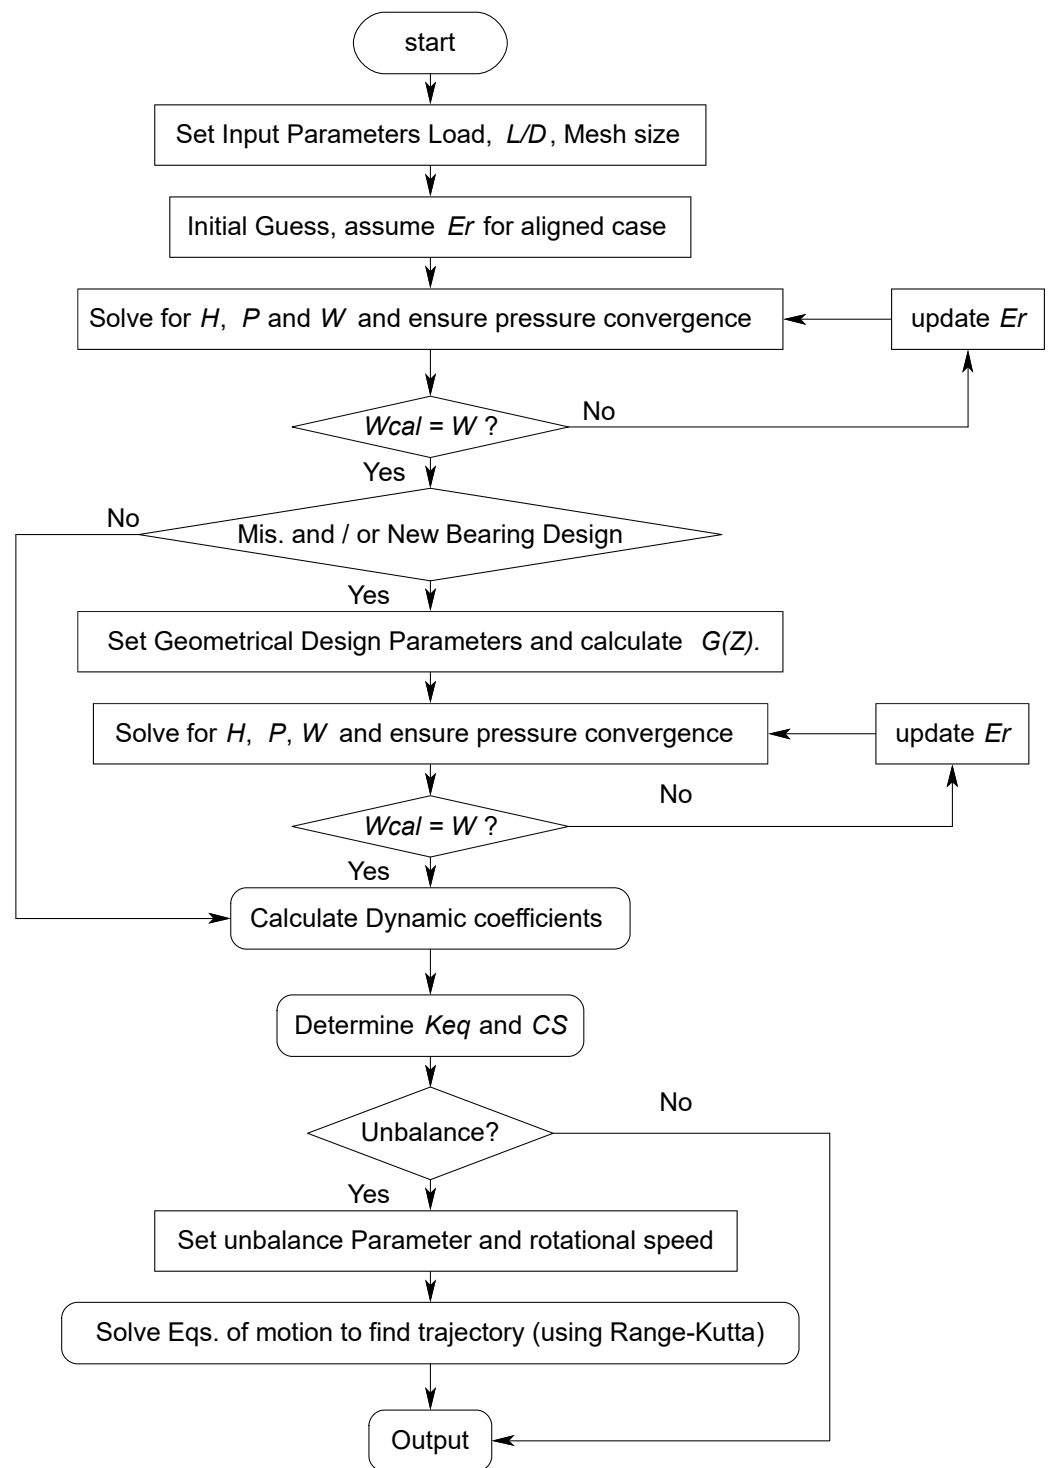 start
Set Input Parameters Load, L/D, Mesh size
Initial Guess, assume Er for aligned case
Solve for H, P and W and ensure pressure convergence
update Er
Wcal = W ?
No
Yes
No
Mis. and / or New Bearing Design
Yes
Set Geometrical Design Parameters and calculate G(Z).
Solve for H, P, W and ensure pressure convergence
update Er
No
Wcal = W ?
Yes
Calculate Dynamic coefficients
Determine Keq and CS
No
Unbalance?
Yes
Set unbalance Parameter and rotational speed
Solve Eqs. of motion to find trajectory (using Range-Kutta)
Output